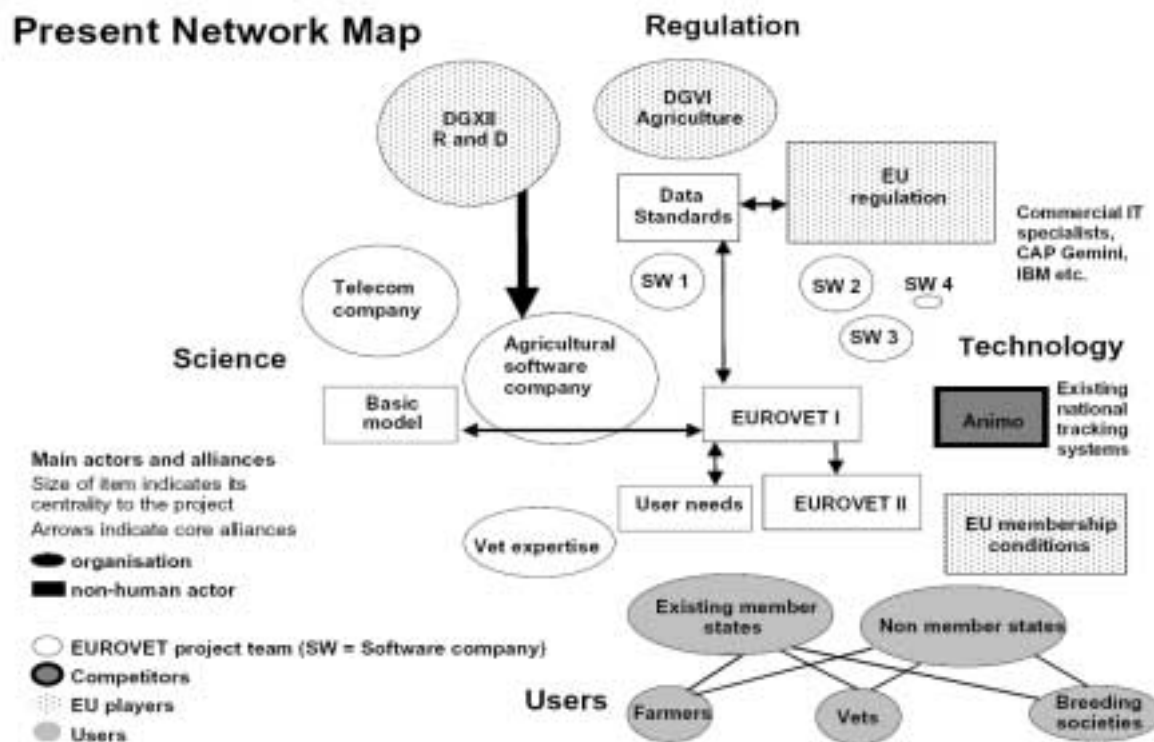 Present Network Map
Regulation
DGXII
R and D
DGVI
Agriculture
Data
Standards
EU
regulation
Commercial IT
specialists,
CAP Gemini,
IBM etc.
Telecom
company
SW 1
SW 2
SW 4
SW 3
Science
Agricultural
software
company
Technology
Basic
model
EUROVET I
Animo
Existing
national
tracking
systems
Main actors and alliances
Size of item indicates its
centrality to the project
Arrows indicate core alliances
organisation
non-human actor
User needs
EUROVET II
Vet expertise
EU membership
conditions
Existing member
states
Non member states
EUROVET project team (SW = Software company)
Competitors
EU players
Users
Users
Farmers
Vets
Breeding
societies